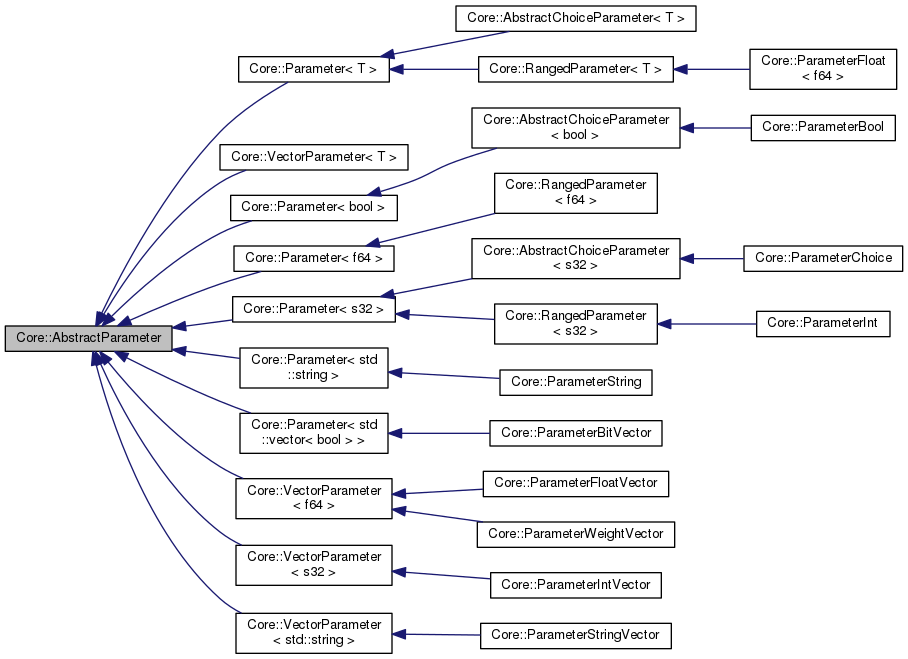 Core::AbstractChoiceParameter< T >
Core::Parameter< T >
Core::RangedParameter< T >
Core::ParameterFloat
< f64 >
Core::AbstractChoiceParameter
< bool >
Core::ParameterBool
Core::VectorParameter< T >
Core::RangedParameter
< f64 >
Core::Parameter< bool >
Core::AbstractChoiceParameter
< s32 >
Core::Parameter< f64 >
Core::ParameterChoice
Core::Parameter< s32 >
Core::RangedParameter
< s32 >
Core::ParameterInt
Core::AbstractParameter
Core::Parameter< std
::string >
Core::ParameterString
Core::Parameter< std
::vector< bool > >
Core::ParameterBitVector
Core::VectorParameter
< f64 >
Core::ParameterFloatVector
Core::ParameterWeightVector
Core::VectorParameter
< s32 >
Core::ParameterIntVector
Core::VectorParameter
< std::string >
Core::ParameterStringVector